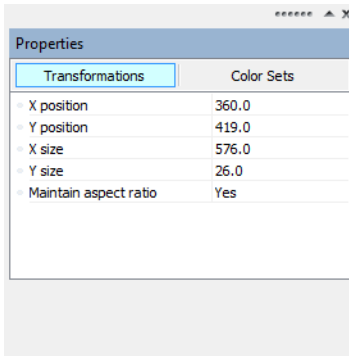 Properties
Transformations Color Sets
X position 360.0
Y position 419.0
X size 576.0
Y size 26.0
Maintain aspect ratio Yes